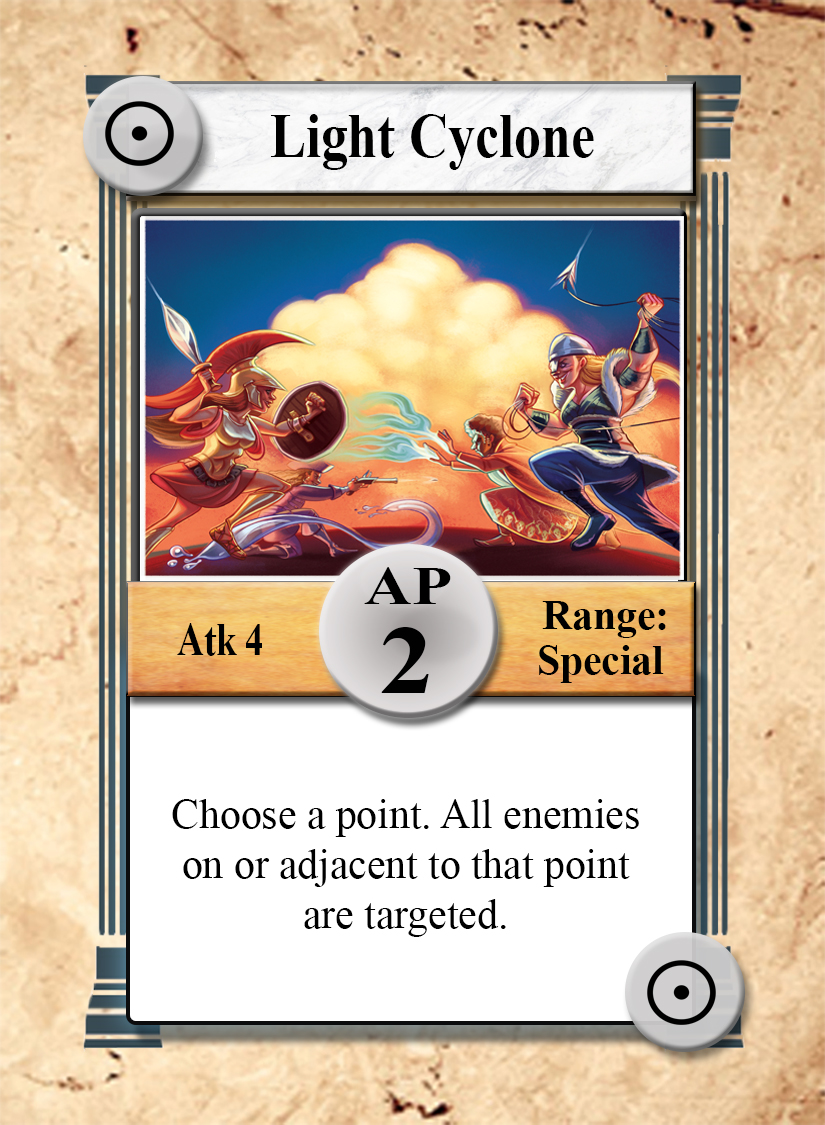 Light Cyclone
Atk 4
AP
2
Range:
Special
Choose a point. All enemies
on or adjacent to that point
are targeted.